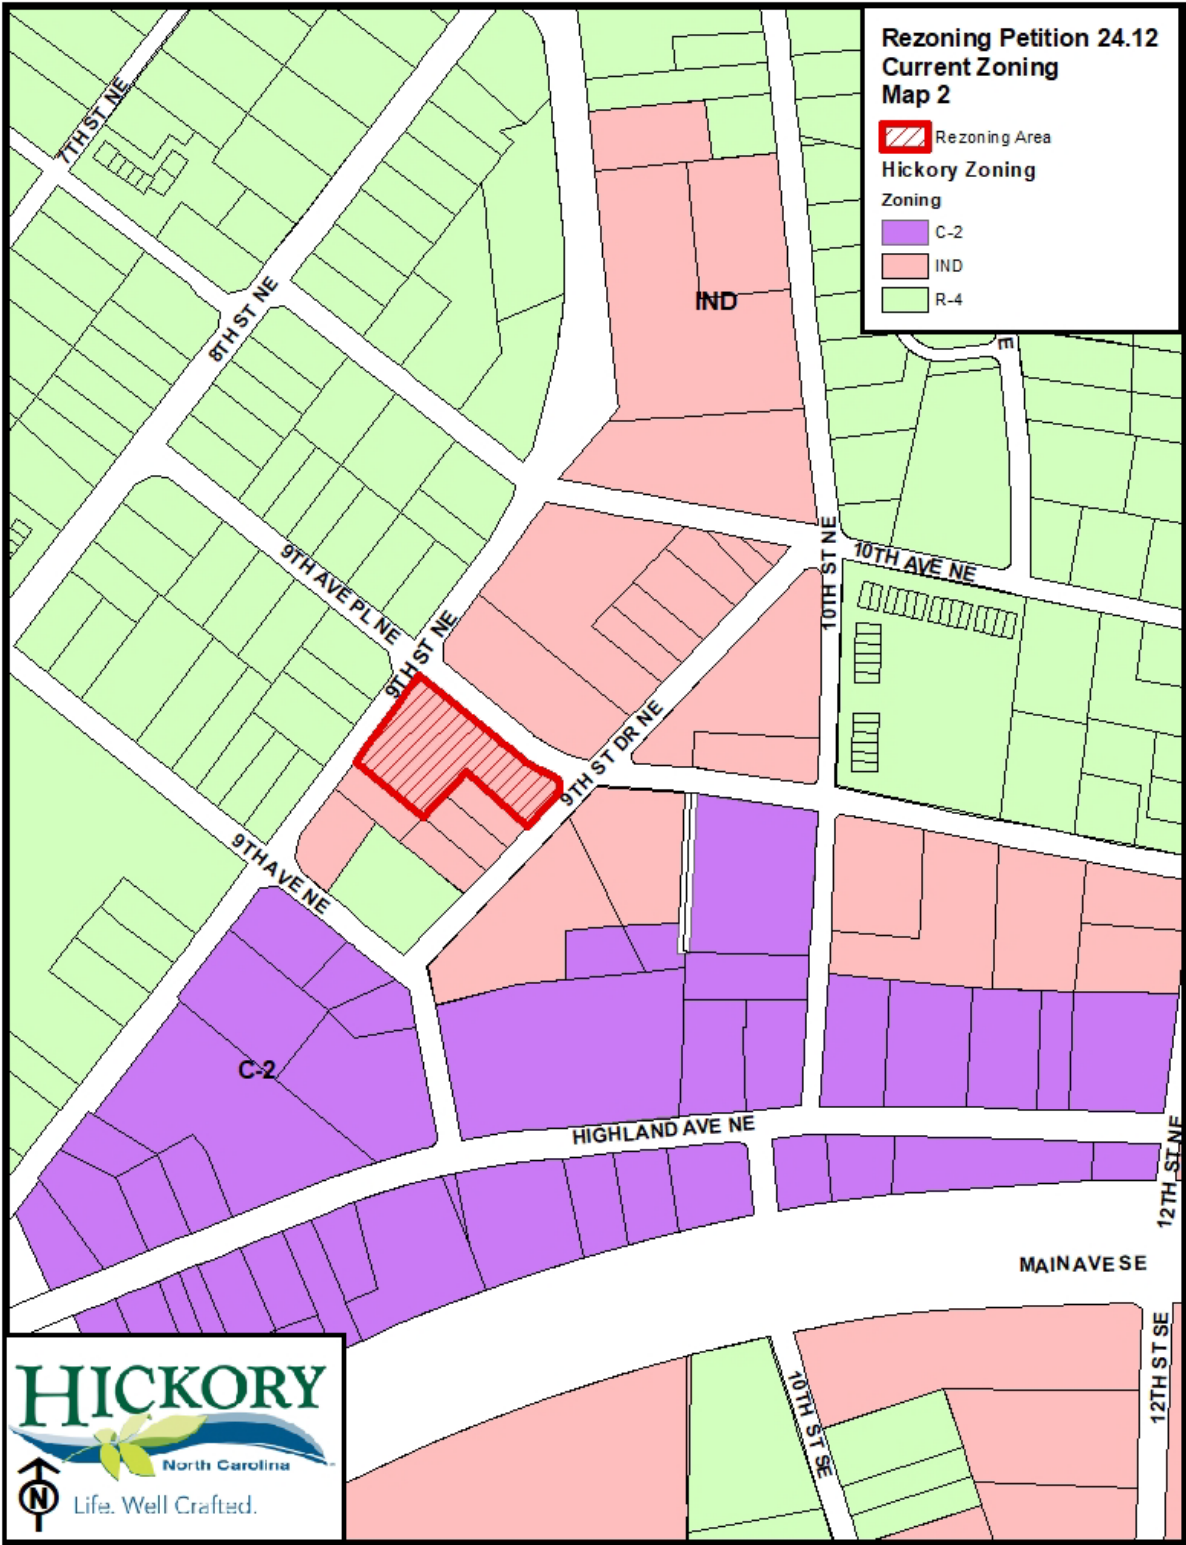 Rezoning Petition 24.12
Current Zoning
Map 2
Rezoning Area
Hickory Zoning
Zoning
C-2
IND
R-4
7TH ST NE
8TH ST NE
IND
E
10TH ST NE
10TH AVE NE
9TH AVE PL NE
9TH ST NE
9TH ST DR NE
9TH AVE NE
C-2
HIGHLAND AVE NE
12TH ST NE
MAIN AVE SE
12TH ST SE
10TH ST SE
HICKORY
North Carolina
N
Life. Well Crafted.